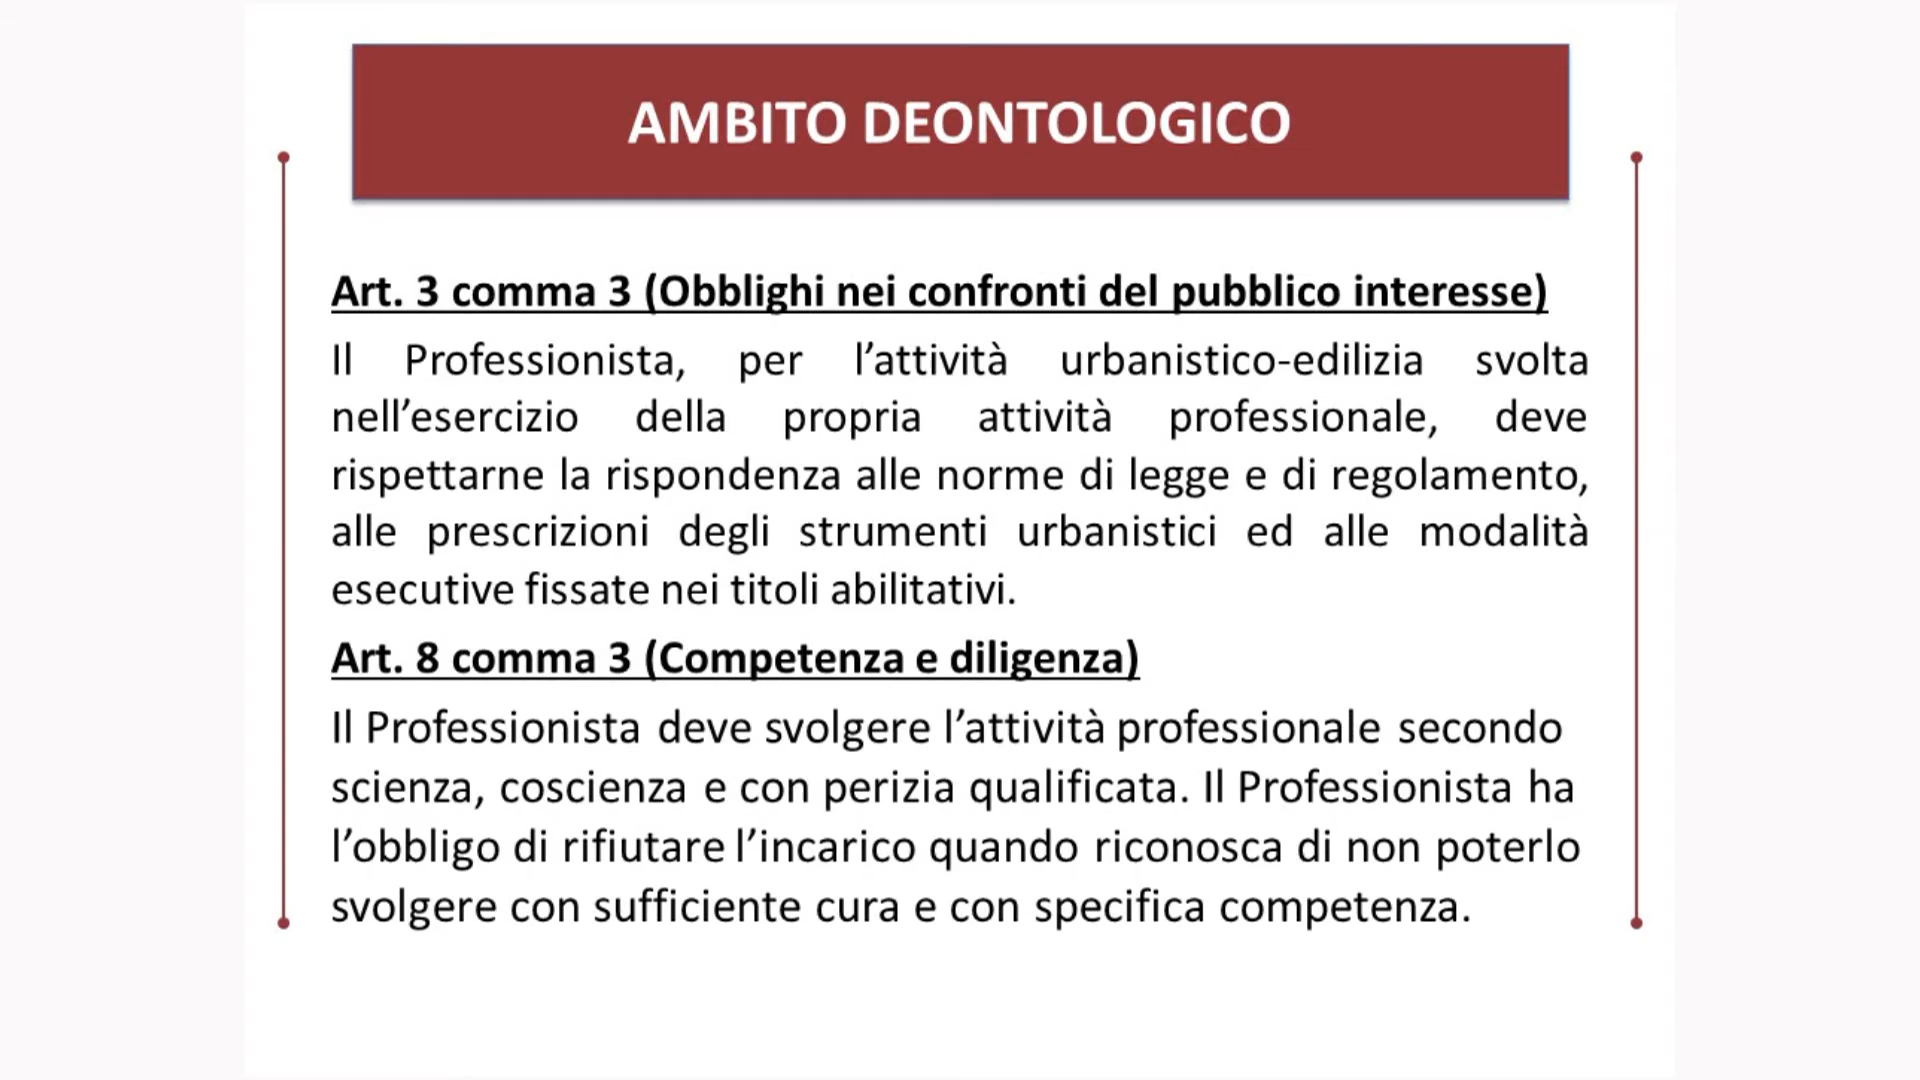 AMBITO DEONTOLOGICO
Art. 3 comma 3 (Obblighi nei confronti del pubblico interesse)
Il Professionista, per l’attività urbanistico-edilizia svolta
nell’esercizio della propria attività professionale, deve
rispettarne la rispondenza alle norme di legge e di regolamento,
alle prescrizioni degli strumenti urbanistici ed alle modalità
esecutive fissate nei titoli abilitativi.
Art. 8 comma 3 (Competenza e diligenza)
Il Professionista deve svolgere l’attività professionale secondo
scienza, coscienza e con perizia qualificata. Il Professionista ha
l’obbligo di rifiutare l’incarico quando riconosca di non poterlo
svolgere con sufficiente cura e con specifica competenza.